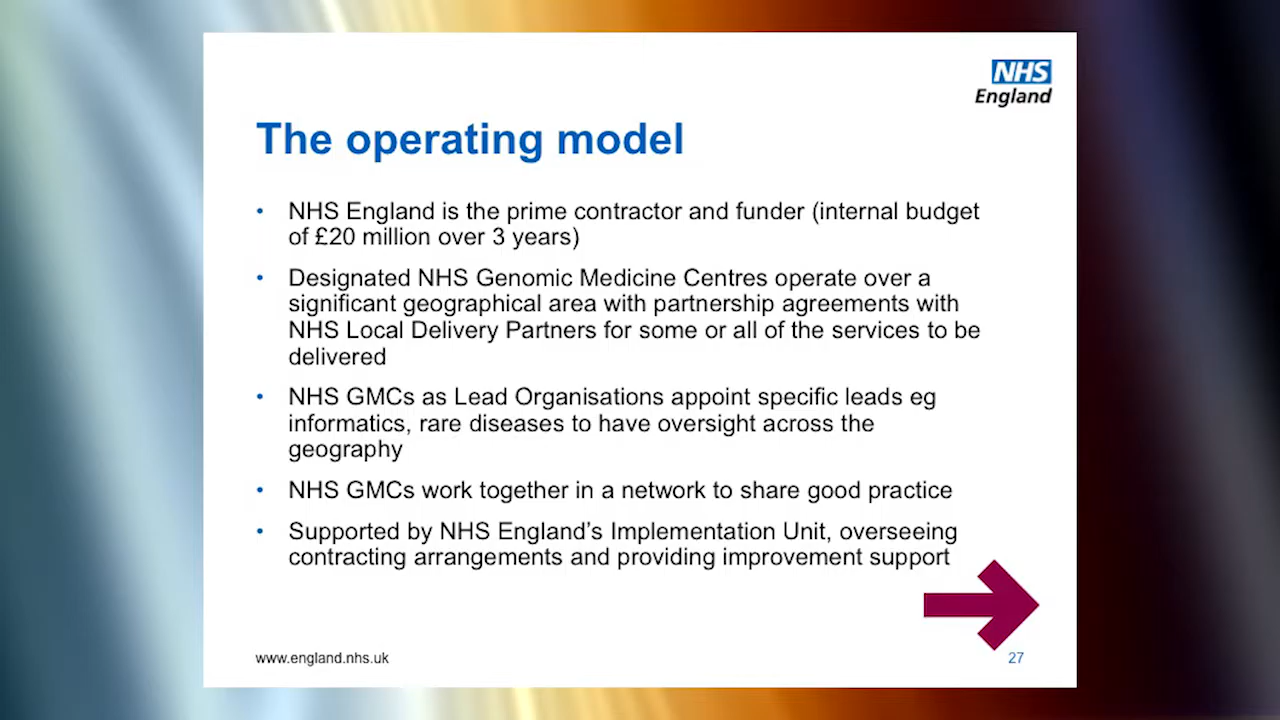 NHS
England
The operating model
• NHS England is the prime contractor and funder (internal budget
of £20 million over 3 years)
• Designated NHS Genomic Medicine Centres operate over a
significant geographical area with partnership agreements with
NHS Local Delivery Partners for some or all of the services to be
delivered
• NHS GMCs as Lead Organisations appoint specific leads eg
informatics, rare diseases to have oversight across the
geography
• NHS GMCs work together in a network to share good practice
• Supported by NHS England’s Implementation Unit, overseeing
contracting arrangements and providing improvement support
www.england.nhs.uk
27